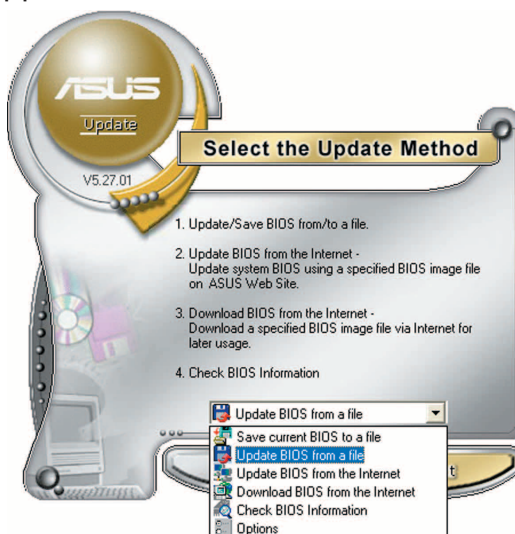 ASUS
Update
V5.27.01
Select the Update Method
1. Update/Save BIOS from/to a file.
2. Update BIOS from the Internet -
Update system BIOS using a specified BIOS image file
on ASUS Web Site.
3. Download BIOS from the Internet -
Download a specified BIOS image file via Internet for
later usage.
4. Check BIOS Information
Update BIOS from a file
Save current BIOS to a file
Update BIOS from a file
Update BIOS from the Internet
Download BIOS from the Internet
Check BIOS Information
Options